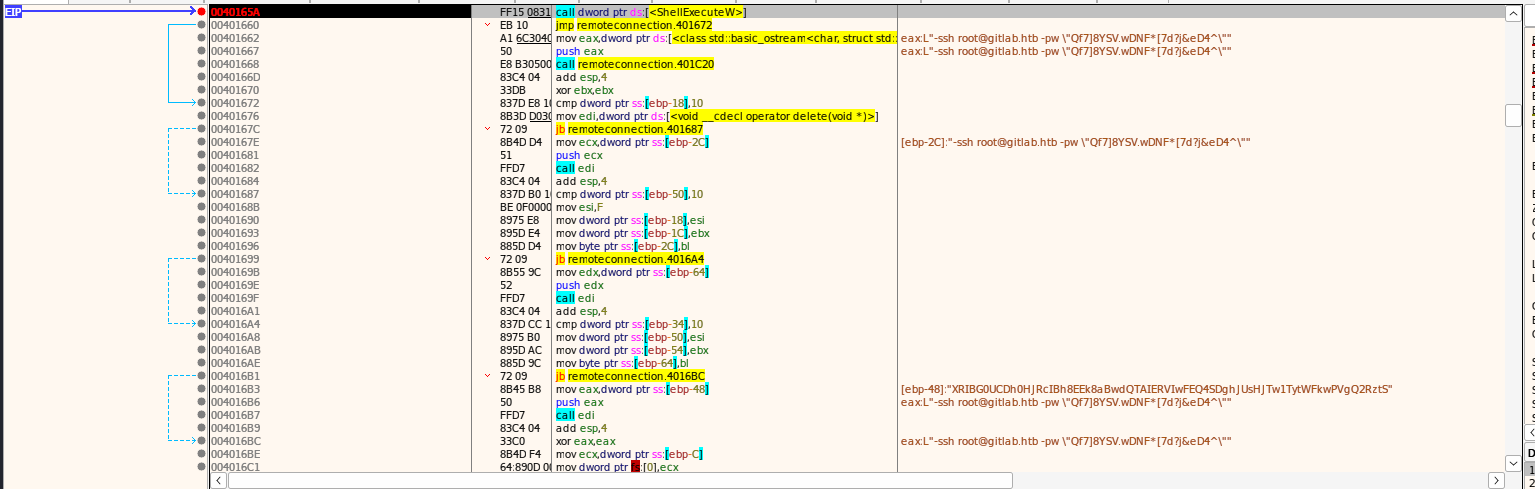 EIP 0040165A FF15 0831 call dword ptr ds:[<ShellExecuteW>]
00401660 EB 10 jmp remoteconnection.401672
00401662 A1 6C3040 mov eax,dword ptr ds:[<class std::basic_ostream<char, struct std:: eax:L"-ssh root@gitlab.htb -pw \"Qf7]8YSV.wDNF*[7d?j&eD4^\""
00401667 50 push eax eax:L"-ssh root@gitlab.htb -pw \"Qf7]8YSV.wDNF*[7d?j&eD4^\""
00401668 E8 B30500 call remoteconnection.401C20
0040166D 83C4 04 add esp,4
00401670 33DB xor ebx,ebx
00401672 837D E8 10 cmp dword ptr ss:[ebp-18],10
00401676 8B3D D030 mov edi,dword ptr ds:[<void __cdecl operator delete(void *)>]
0040167C 72 09 jb remoteconnection.401687
0040167E 8B4D D4 mov ecx,dword ptr ss:[ebp-2C] [ebp-2C]:"-ssh root@gitlab.htb -pw \"Qf7]8YSV.wDNF*[7d?j&eD4^\""
00401681 51 push ecx
00401682 FFD7 call edi
00401684 83C4 04 add esp,4
00401687 837D B0 10 cmp dword ptr ss:[ebp-50],10
0040168B BE 0F0000 mov esi,F
00401690 8975 E8 mov dword ptr ss:[ebp-18],esi
00401693 895D E4 mov dword ptr ss:[ebp-1C],ebx
00401696 885D D4 mov byte ptr ss:[ebp-2C],bl
00401699 72 09 jb remoteconnection.4016A4
0040169B 8B55 9C mov edx,dword ptr ss:[ebp-64]
0040169E 52 push edx
0040169F FFD7 call edi
004016A1 83C4 04 add esp,4
004016A4 837D CC 1 cmp dword ptr ss:[ebp-34],10
004016A8 8975 B0 mov dword ptr ss:[ebp-50],esi
004016AB 895D AC mov dword ptr ss:[ebp-54],ebx
004016AE 885D 9C mov byte ptr ss:[ebp-64],bl
004016B1 72 09 jb remoteconnection.4016BC
004016B3 8B45 B8 mov eax,dword ptr ss:[ebp-48] [ebp-48]:"XRIBG0UCDh0HJRcIBh8EEk8aBwdQTAIERVIwFEQ4SDghJUsHJTw1TytWFkwPVgQ2RztS"
004016B6 50 push eax eax:L"-ssh root@gitlab.htb -pw \"Qf7]8YSV.wDNF*[7d?j&eD4^\""
004016B7 FFD7 call edi
004016B9 83C4 04 add esp,4
004016BC 33C0 xor eax,eax eax:L"-ssh root@gitlab.htb -pw \"Qf7]8YSV.wDNF*[7d?j&eD4^\""
004016BE 8B4D F4 mov ecx,dword ptr ss:[ebp-C]
004016C1 64:890D 00 mov dword ptr fs:[0],ecx